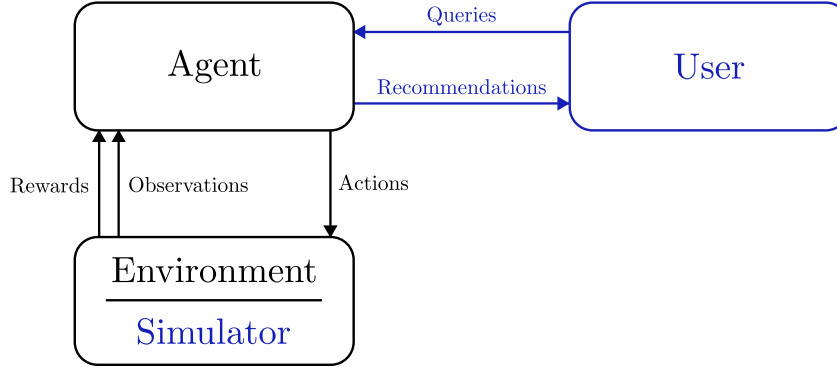 Queries
Agent
User
Recommendations
Rewards
Observations
Actions
Environment
Simulator